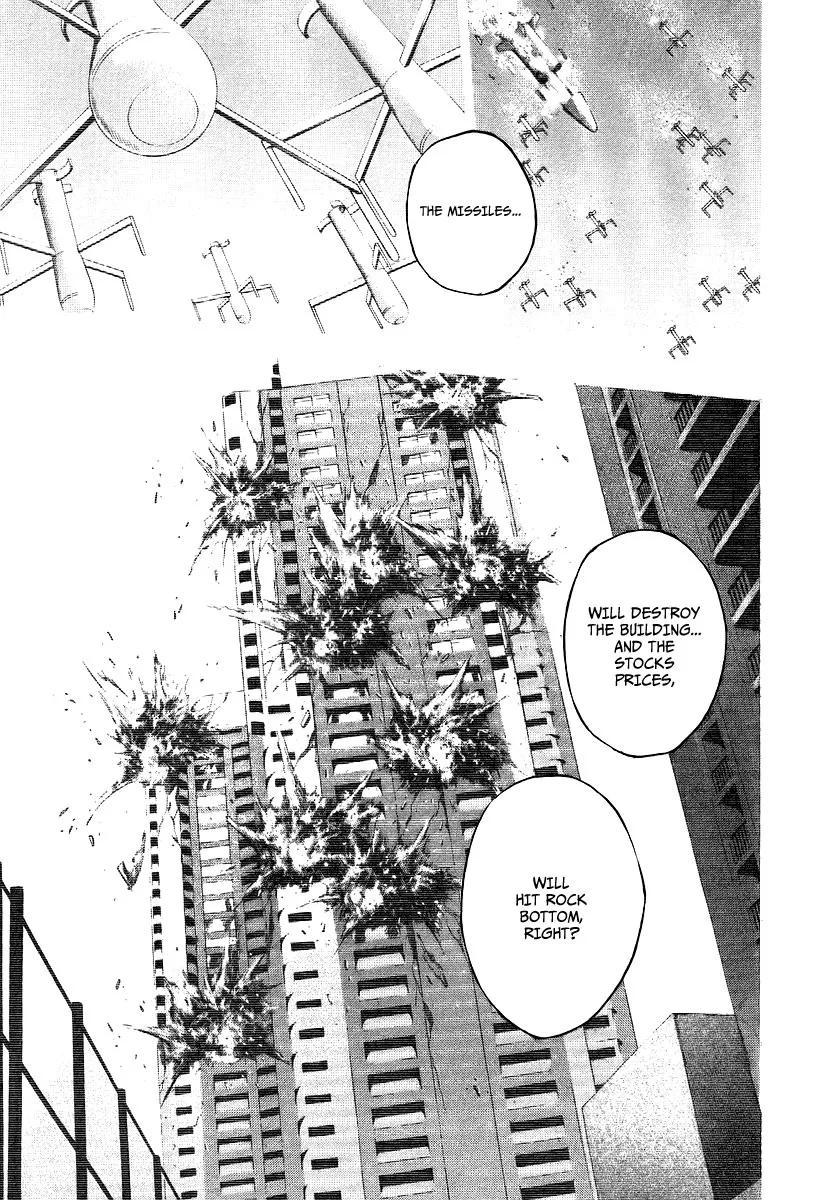 THE MISSILES...
WILL DESTROY
THE BUILDING...
AND THE
STOCKS
PRICES,
WILL
HIT ROCK
BOTTOM,
RIGHT?